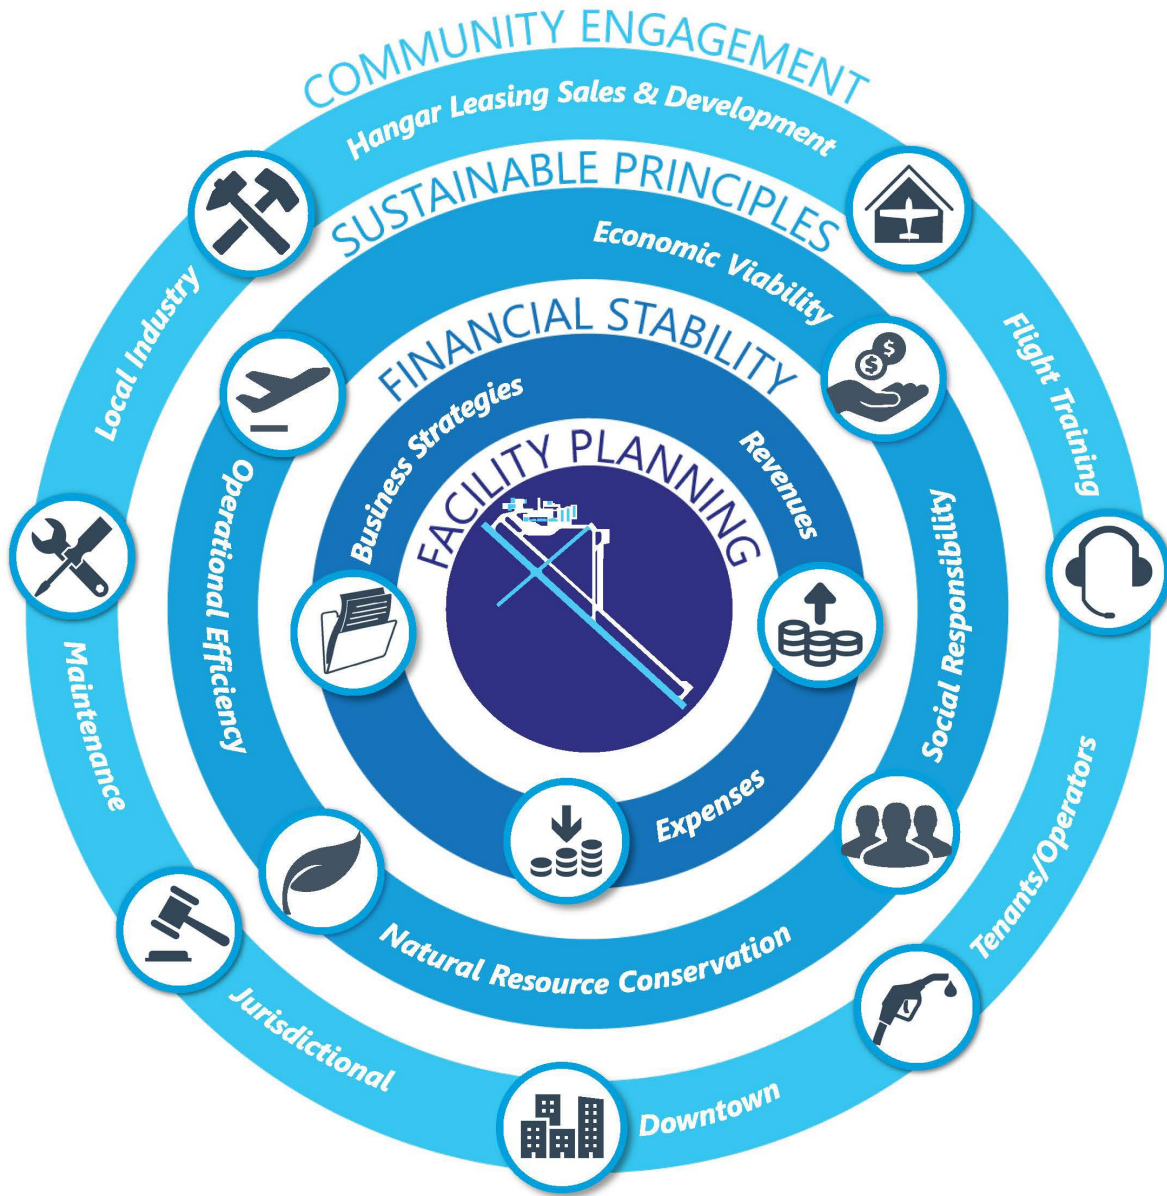 COMMUNITY ENGAGEMENT
Hangar Leasing Sales & Development
SUSTAINABLE PRINCIPLES
Economic Viability
FINANCIAL STABILITY
Business Strategies
Revenues
FACILITY PLANNING
Local Industry
Flight Training
Operational Efficiency
Social Responsibility
Maintenance
Expenses
Tenants/Operators
Natural Resource Conservation
Jurisdictional
Downtown
$
$